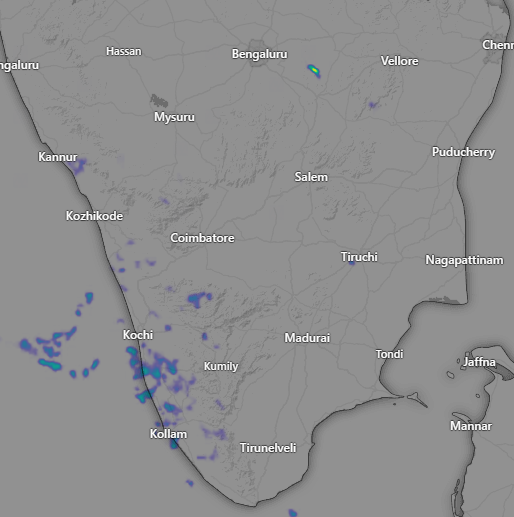 Hassan
Bengaluru
Chenn
ngaluru
Vellore
Mysuru
Kannur
Puducherry
Salem
Kozhikode
Coimbatore
Tiruchi
Nagapattinam
Kochi
Madurai
Tondi
Kumily
Jaffna
Mannar
Kollam
Tirunelveli